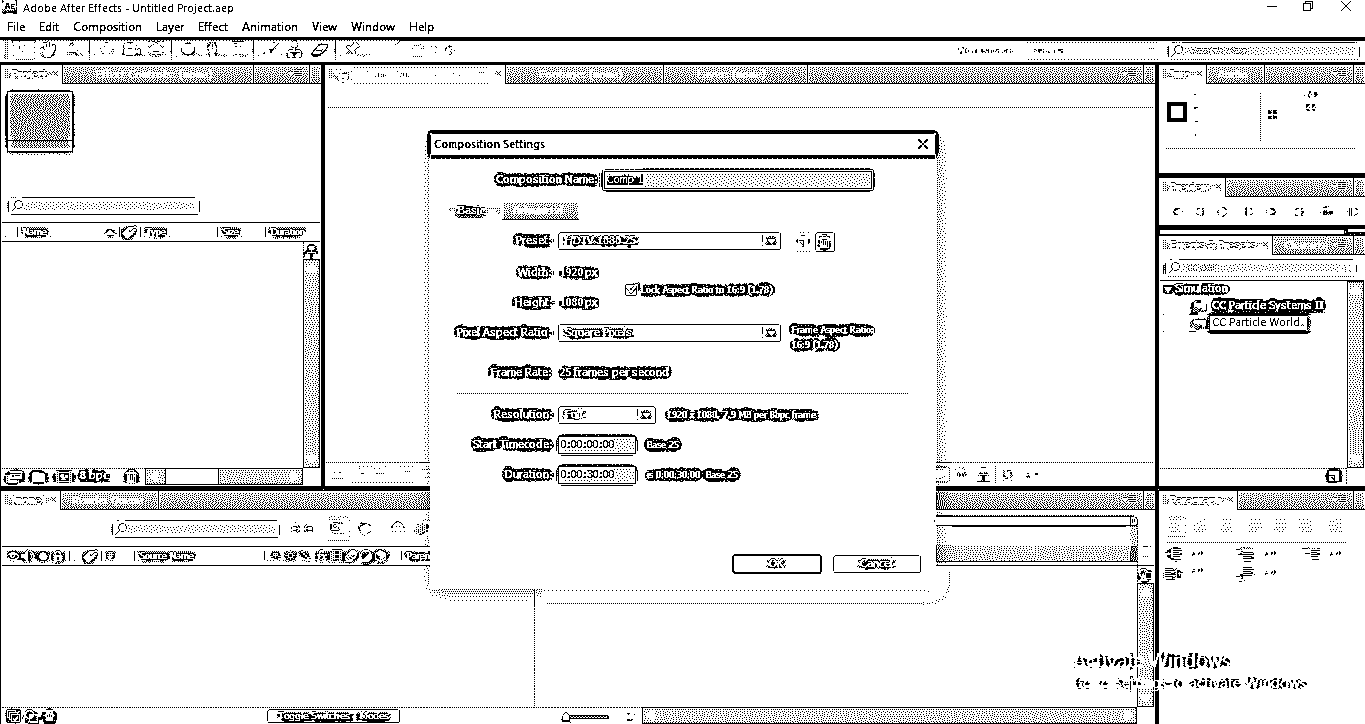 Adobe After Effects - Untitled Project.aep
File Edit Composition Layer Effect Animation View Window Help
Project
Name Type Size Duration
8 bpc
Composition Settings
Composition Name: Comp 1
Basic
Preset: HDTV 1080 25
Width: 1920 px
Lock Aspect Ratio to 16:9 (1.78)
Height: 1080 px
Pixel Aspect Ratio: Square Pixels
Frame Aspect Ratio:
16:9 (1.78)
Frame Rate: 25 frames per second
Resolution: Full 1920 x 1080, 7.9 MB per 8bpc frame
Start Timecode: 0:00:00:00 Base 25
Duration: 0:00:30:00 is 0:00:30:00 Base 25
OK Cancel
Preview
Effects & Presets
Simulation
CC Particle Systems II
CC Particle World
Source Name
Paragraph
Toggle Switches / Modes
Activate Windows
to activate Windows